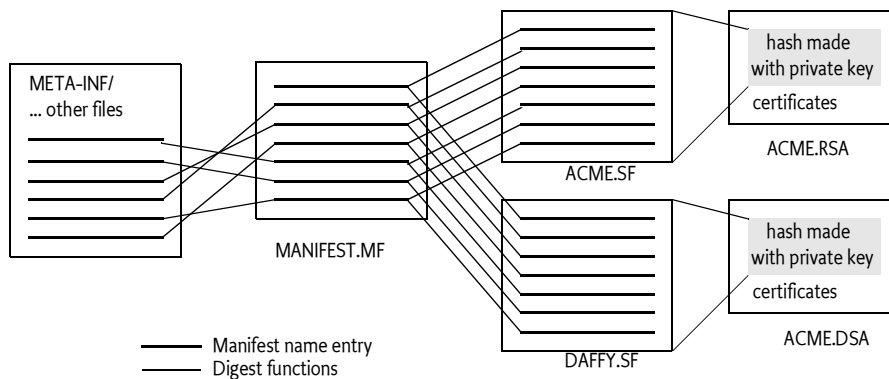 META-INF/
... other files
MANIFEST.MF
ACME.SF
hash made
with private key
certificates
ACME.RSA
DAFFY.SF
hash made
with private key
certificates
ACME.DSA
Manifest name entry
Digest functions